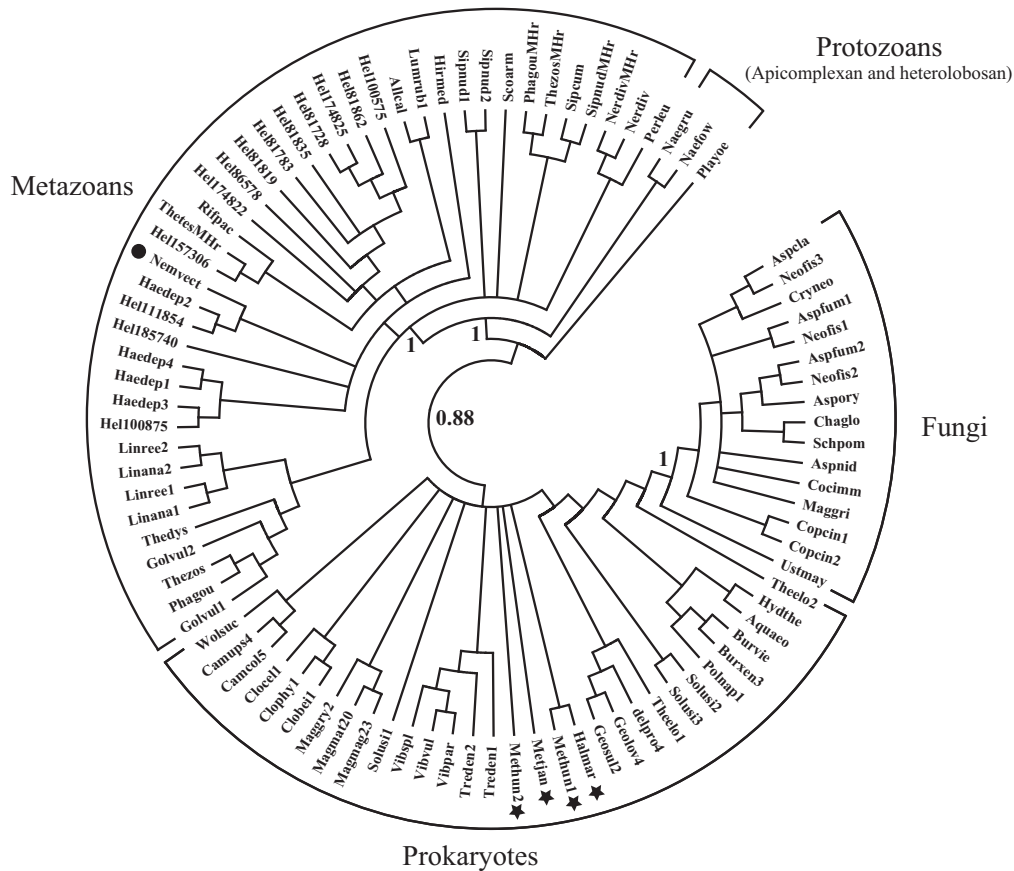 Protozoans
(Apicomplexan and heterolobosan)
Metazoans
Fungi
Prokaryotes
0.88
1
1
1
Playoe
Naefow
Naegru
Perleu
Nerdiv
NerdivMHr
SipnudMHr
Sipcum
ThezosMHr
PhagouMHr
Scoarm
Sipnud2
Sipnud1
Hirmed
Lumrub1
Allcal
Hel100575
Hel81862
Hel174825
Hel81728
Hel81835
Hel81783
Hel81819
Hel86578
Hel174822
Rifpac
ThetesMHr
Hel157306
Nemvect
Haedep2
Hel111854
Hel185740
Haedep4
Haedep1
Haedep3
Hel100875
Linree2
Linana2
Linree1
Linana1
Thedys
Golvul2
Thezos
Phagou
Golvul1
Wolsuc
Camups4
Camcol5
Clocel1
Clophy1
Clobei1
Maggry2
Magmat20
Magmag23
Solusi1
Vibspl
Vibvul
Vibpar
Treden2
Treden1
Methun2
Metjan
Methun1
Halmar
Geosul2
Geolov4
delpro4
Theelo1
Solusi3
Solusi2
Polnap1
Burxen3
Burvie
Aquaeo
Hydthe
Theelo2
Ustmay
Copcin2
Copcin1
Maggri
Cocimm
Aspnid
Schpom
Chaglo
Aspory
Neofis2
Aspfum2
Neofis1
Aspfum1
Cryneo
Neofis3
Aspcla